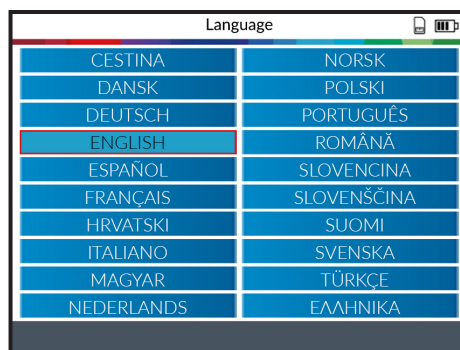 Language
CESTINA
DANSK
DEUTSCH
ENGLISH
ESPAÑOL
FRANÇAIS
HRVATSKI
ITALIANO
MAGYAR
NEDERLANDS
NORSK
POLSKI
PORTUGUÊS
ROMÂNĂ
SLOVENCINA
SLOVENŠČINA
SUOMI
SVENSKA
TÜRKÇE
ΕΛΛΗΝΙΚΑ